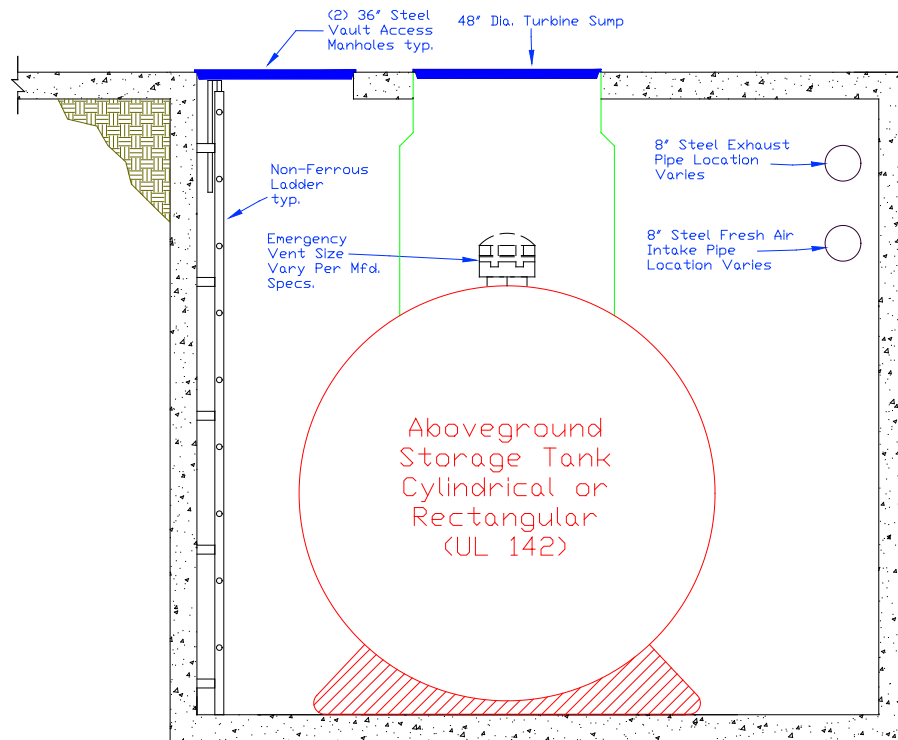 (2) 36" Steel
Vault Access
Manholes typ.
48" Dia. Turbine Sump
8" Steel Exhaust
Pipe Location
Varies
Non-Ferrous
Ladder
typ.
8" Steel Fresh Air
Intake Pipe
Location Varies
Emergency
Vent Size
Vary Per Mfd.
Specs.
Aboveground
Storage Tank
Cylindrical or
Rectangular
(UL 142)